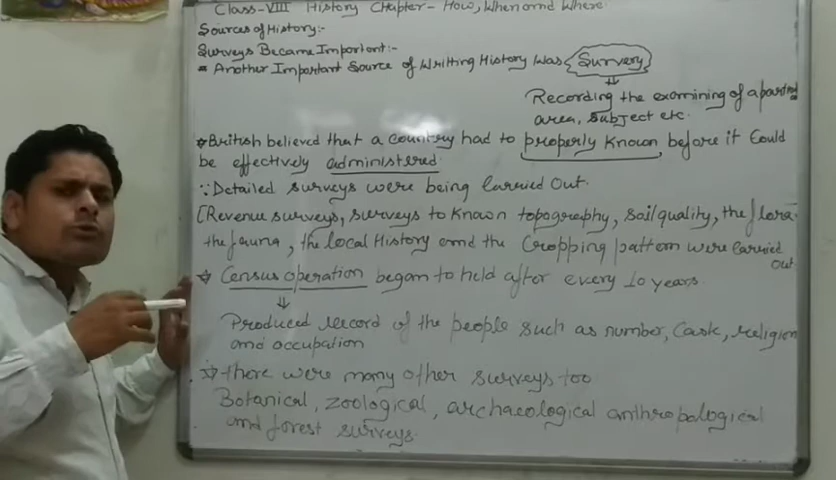 Class-VIII History Chapter- How, When and Where
Sources of History:-
Surveys Became Important:-
Another Important Source of Writting History Was Survery
Recording the examining of a
area, subject etc.
British believed that a country had to properly known before it could
be effectively administered.
∵ Detailed surveys were being carried out.
[Revenue surveys, surveys to known topography, soil quality, the flora
the fauna, the local History and the Cropping pattern were carried
out
Census operation began to held after every 10 years.
Produced record of the people such as number, Cask, religion
and occupation
there were many other surveys too
Botanical, zoological, archaeological anthropological
and forest surveys.